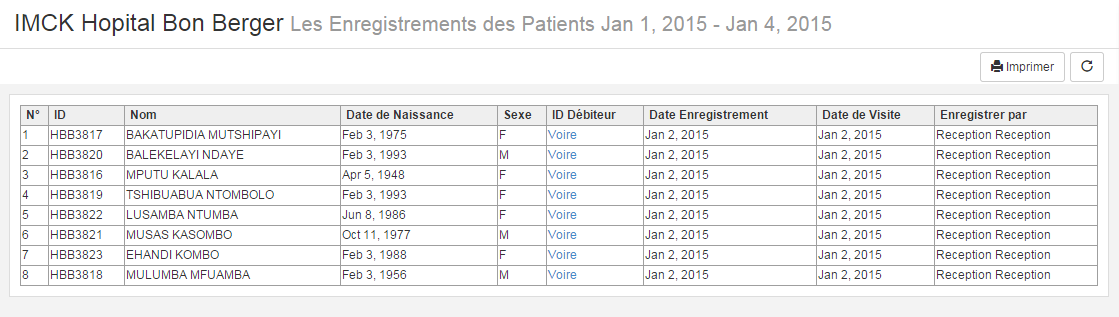 IMCK Hopital Bon Berger Les Enregistrements des Patients Jan 1, 2015 - Jan 4, 2015
Imprimer
N° ID Nom Date de Naissance Sexe ID Débiteur Date Enregistrement Date de Visite Enregistrer par
1 HBB3817 BAKATUPIDIA MUTSHIPAYI Feb 3, 1975 F Voire Jan 2, 2015 Jan 2, 2015 Reception Reception
2 HBB3820 BALEKELAYI NDAYE Feb 3, 1993 M Voire Jan 2, 2015 Jan 2, 2015 Reception Reception
3 HBB3816 MPUTU KALALA Apr 5, 1948 F Voire Jan 2, 2015 Jan 2, 2015 Reception Reception
4 HBB3819 TSHIBUABUA NTOMBOLO Feb 3, 1993 F Voire Jan 2, 2015 Jan 2, 2015 Reception Reception
5 HBB3822 LUSAMBA NTUMBA Jun 8, 1986 F Voire Jan 2, 2015 Jan 2, 2015 Reception Reception
6 HBB3821 MUSAS KASOMBO Oct 11, 1977 M Voire Jan 2, 2015 Jan 2, 2015 Reception Reception
7 HBB3823 EHANDI KOMBO Feb 3, 1988 F Voire Jan 2, 2015 Jan 2, 2015 Reception Reception
8 HBB3818 MULUMBA MFUAMBA Feb 3, 1956 M Voire Jan 2, 2015 Jan 2, 2015 Reception Reception